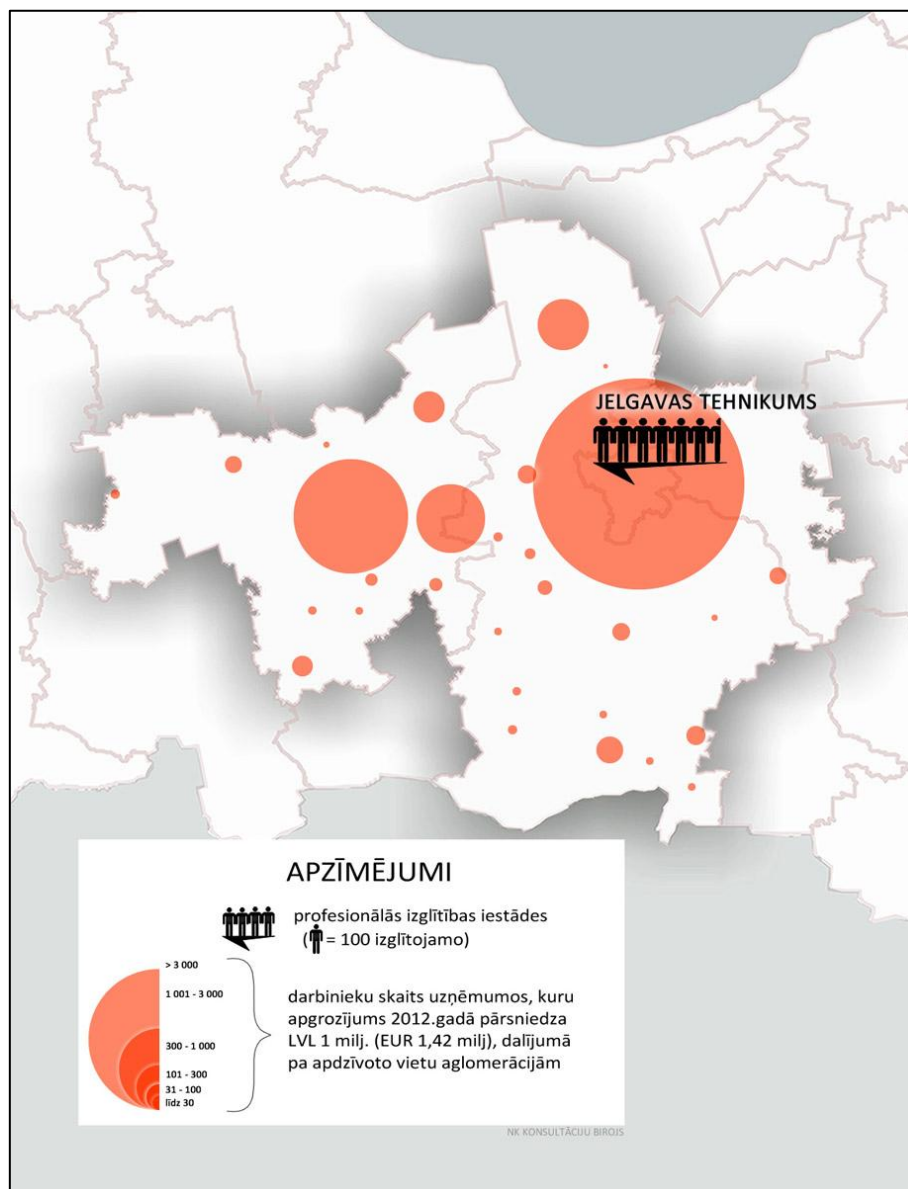 JELGAVAS TEHNIKUMS
APZĪMĒJUMI
profesionālās izglītības iestādes
(= 100 izglītojamo)
> 3 000
1 001 - 3 000
300 - 1 000
101 - 300
31 - 100
līdz 30
darbinieku skaits uzņēmumos, kuru
apgrozījums 2012.gadā pārsniedza
LVL 1 milj. (EUR 1,42 milj), dalījumā
pa apdzīvoto vietu aglomerācijām
NK KONSULTĀCIJU BIROJS